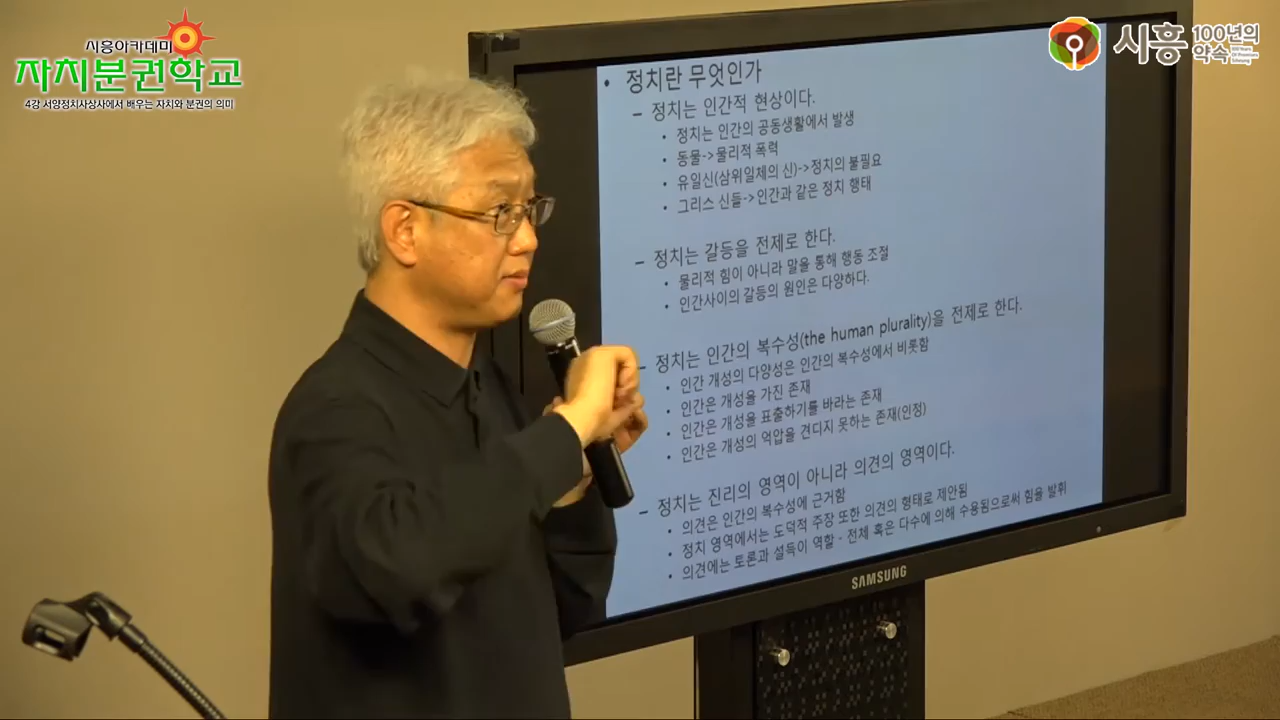 시흥아카데미
자치분권학교
4강 서양정치사상사에서 배우는 자치와 분권의 의미
시흥 100년의 약속
• 정치란 무엇인가
– 정치는 인간적 현상이다.
• 정치는 인간의 공동생활에서 발생
• 동물->물리적 폭력
• 유일신(삼위일체의 신)->정치의 불필요
• 그리스 신들->인간과 같은 정치 행태
– 정치는 갈등을 전제로 한다.
• 물리적 힘이 아니라 말을 통해 행동 조절
• 인간사이의 갈등의 원인은 다양하다.
– 정치는 인간의 복수성(the human plurality)을 전제로 한다.
• 인간 개성의 다양성은 인간의 복수성에서 비롯함
• 인간은 개성을 가진 존재
• 인간은 개성을 표출하기를 바라는 존재
• 인간은 개성의 억압을 견디지 못하는 존재(인정)
– 정치는 진리의 영역이 아니라 의견의 영역이다.
• 의견은 인간의 복수성에 근거함
• 정치 영역에서는 도덕적 주장 또한 의견의 형태로 제안됨
• 의견에는 토론과 설득이 역할 · 전체 혹은 다수에 의해 수용됨으로써 힘을 발휘
SAMSUNG